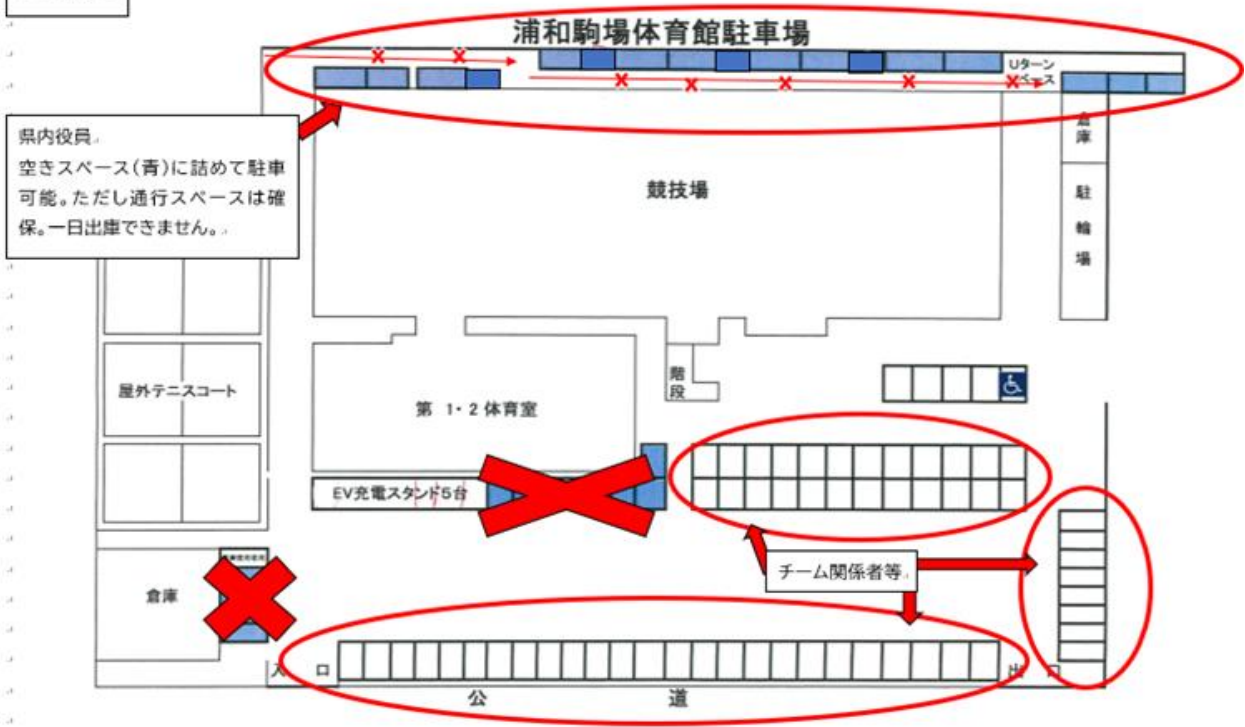 浦和駒場体育館駐車場
Uターン
スペース
県内役員
空きスペース(青)に詰めて駐車
可能。ただし通行スペースは確
保。一日出庫できません。
倉庫
駐輪場
競技場
屋外テニスコート
第 1・2 体育室
階段
EV充電スタンド5台
チーム関係者等
倉庫
入 口
出 口
公 道